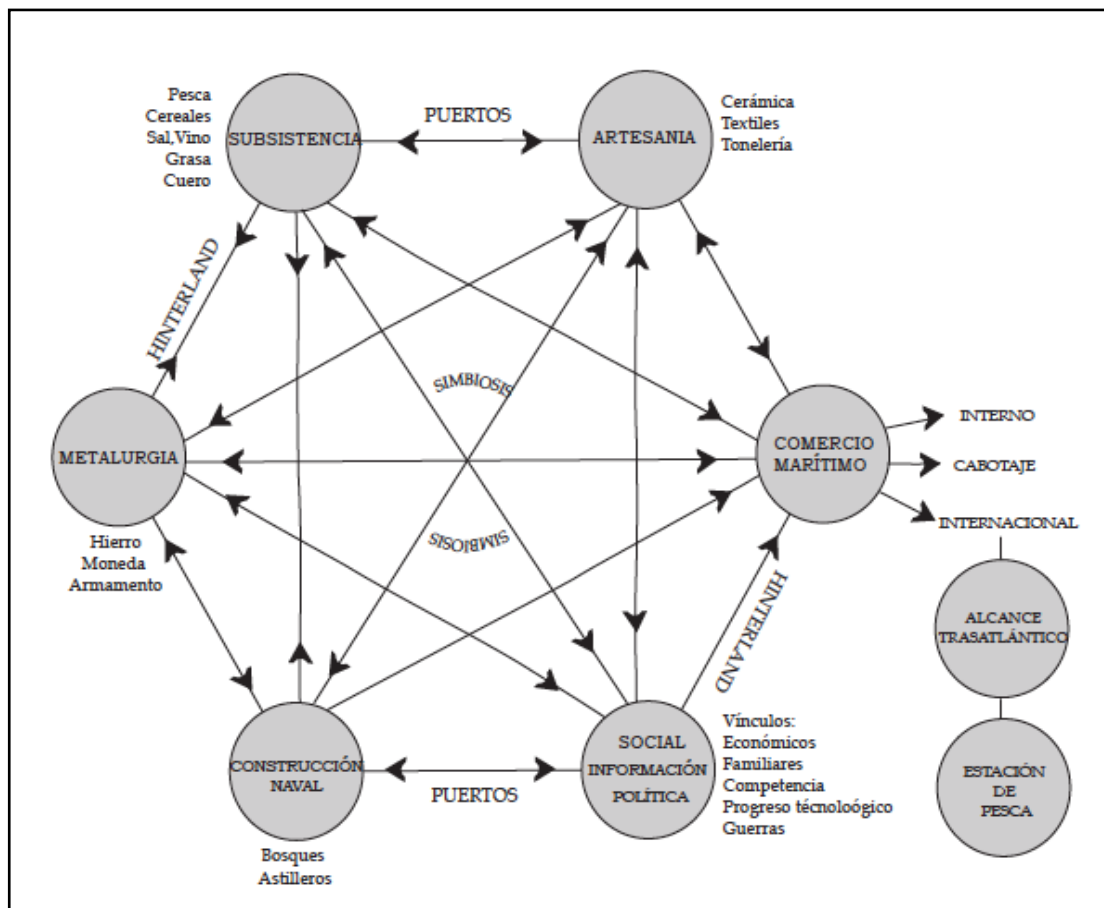 Pesca
Cereales
Sal,Vino
Grasa
Cuero
SUBSISTENCIA
PUERTOS
ARTESANIA
Cerámica
Textiles
Tonelería
HINTERLAND
SIMBIOSIS
METALURGIA
COMERCIO
MARÍTIMO
INTERNO
CABOTAJE
INTERNACIONAL
SIMBIOSIS
Hierro
Moneda
Armamento
HINTERLAND
ALCANCE
TRASATLÁNTICO
CONSTRUCCIÓN
NAVAL
PUERTOS
SOCIAL
INFORMACIÓN
POLÍTICA
Vínculos:
Económicos
Familiares
Competencia
Progreso técnoloógico
Guerras
ESTACIÓN
DE
PESCA
Bosques
Astilleros